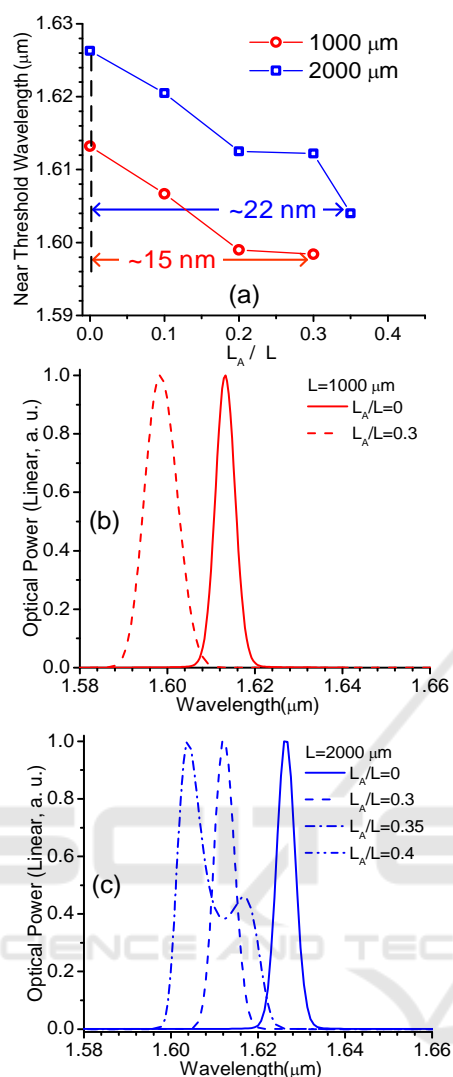 1.63
1.62
1.61
1.60
1.59
Near Threshold Wavelength(μm)
1000 μm
2000 μm
~22 nm
~15 nm
(a)
0.0 0.1 0.2 0.3 0.4
L_A / L
1.0
0.8
0.6
0.4
0.2
0.0
Optical Power (Linear, a. u.)
(b)
L=1000 μm
L_A/L=0
L_A/L=0.3
1.58 1.60 1.62 1.64 1.66
Wavelength(μm)
1.0
0.8
0.6
0.4
0.2
0.0
Optical Power (Linear, a. u.)
(c)
L=2000 μm
L_A/L=0
L_A/L=0.3
L_A/L=0.35
L_A/L=0.4
1.58 1.60 1.62 1.64 1.66
Wavelength(μm)
SCITE
SCIENCE AND TEC